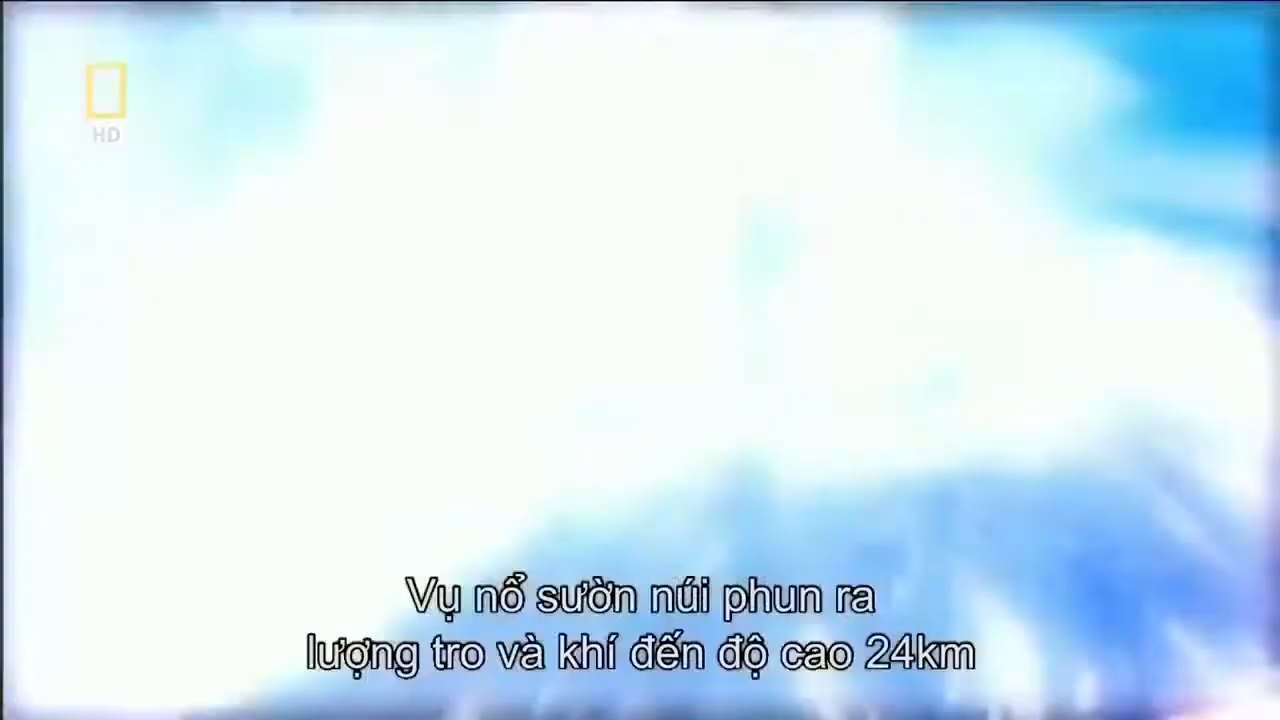 HD
Vụ nổ sườn núi phun ra
lượng tro và khí đến độ cao 24km